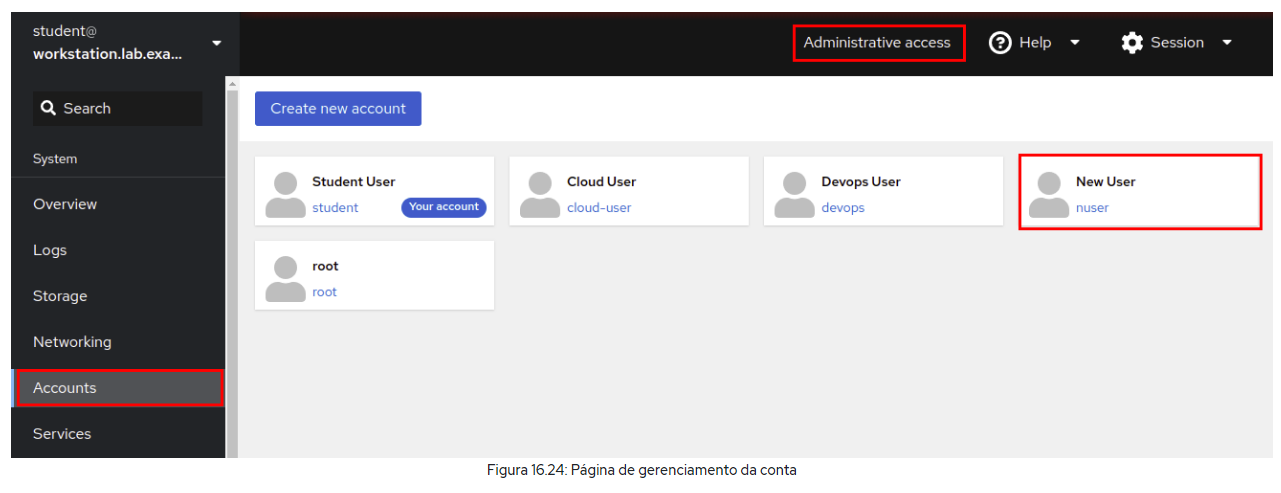 student@
workstation.lab.exa...
Administrative access
Help
Session
Search
System
Overview
Logs
Storage
Networking
Accounts
Services
Create new account
Student User
student
Your account
Cloud User
cloud-user
Devops User
devops
New User
nuser
root
root
Figura 16.24: Página de gerenciamento da conta